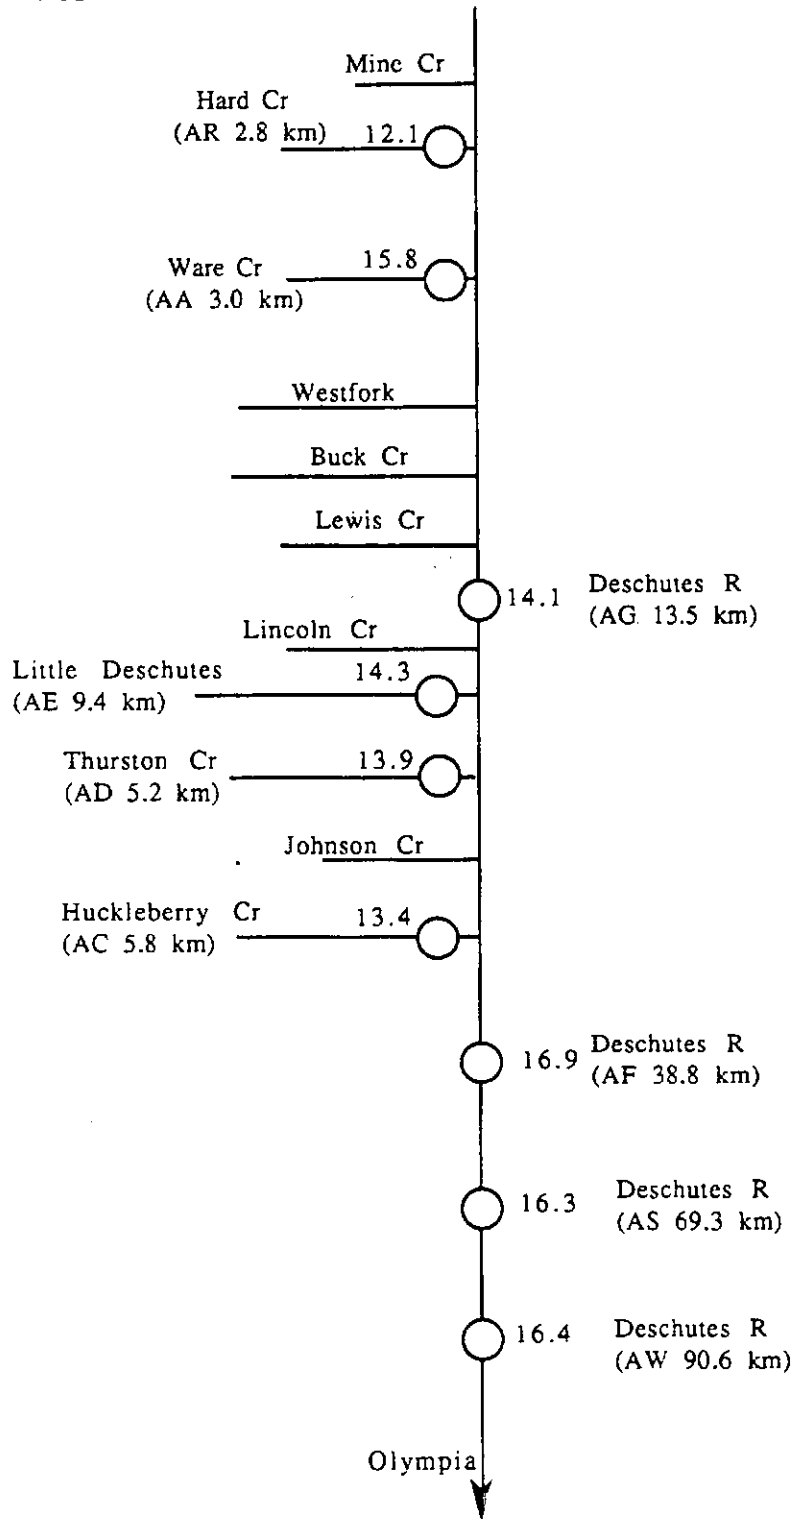 Mine Cr
Hard Cr
(AR 2.8 km) 12.1
Ware Cr 15.8
(AA 3.0 km)
Westfork
Buck Cr
Lewis Cr
14.1 Deschutes R
(AG 13.5 km)
Lincoln Cr
Little Deschutes 14.3
(AE 9.4 km)
Thurston Cr 13.9
(AD 5.2 km)
Johnson Cr
Huckleberry Cr 13.4
(AC 5.8 km)
16.9 Deschutes R
(AF 38.8 km)
16.3 Deschutes R
(AS 69.3 km)
16.4 Deschutes R
(AW 90.6 km)
Olympia